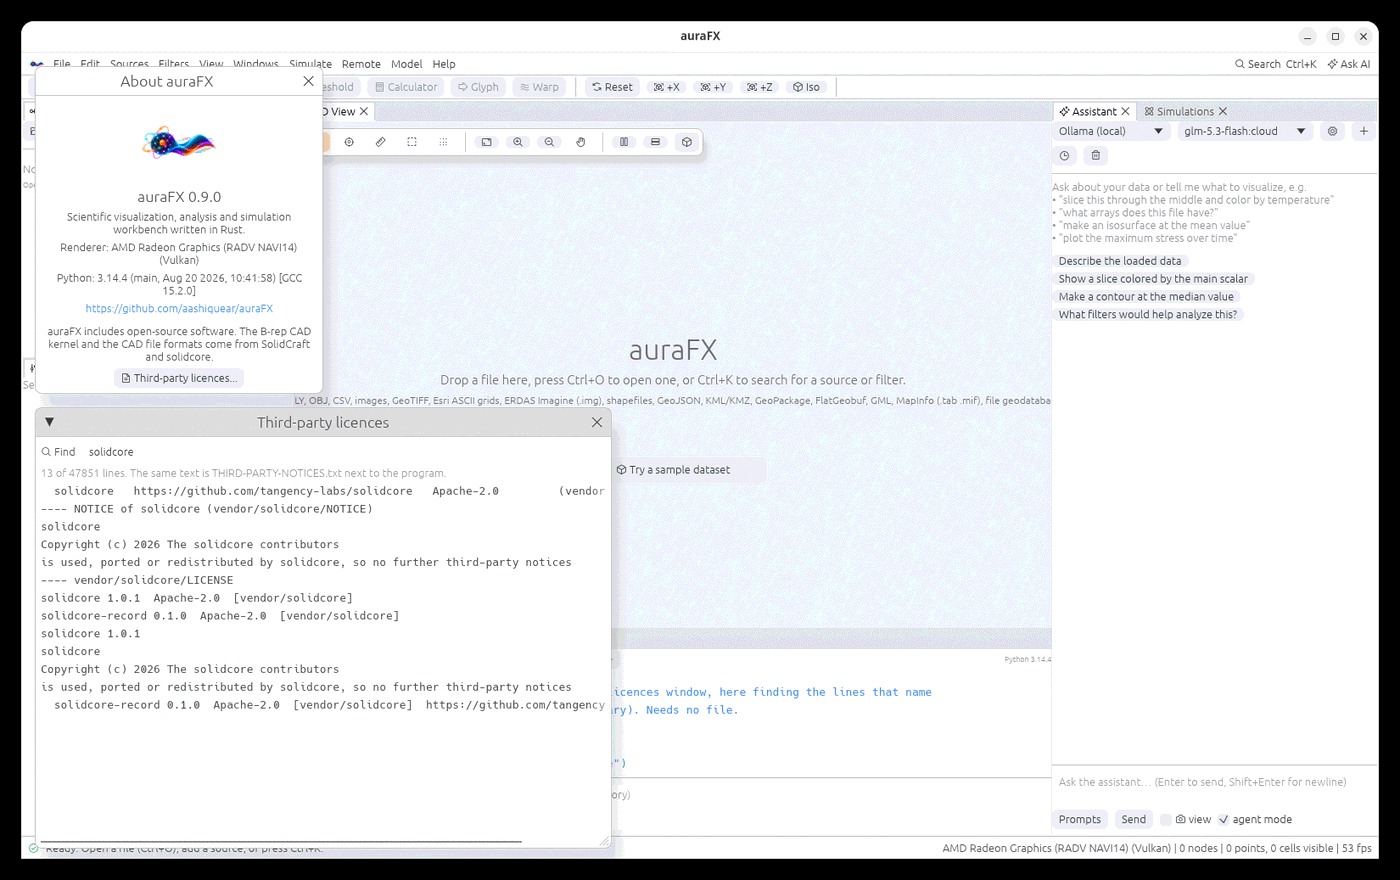 auraFX
File Edit Sources Filters View Windows Simulate Remote Model Help
Search Ctrl+K Ask AI
About auraFX
Calculator Glyph Warp Reset +X +Y +Z Iso
View
Assistant Simulations
Ollama (local) glm-5.3-flash:cloud
auraFX 0.9.0
Scientific visualization, analysis and simulation
workbench written in Rust.
Renderer: AMD Radeon Graphics (RADV NAVI14)
(Vulkan)
Python: 3.14.4 (main, Aug 20 2026, 10:41:58) [GCC
15.2.0]
https://github.com/aashiquear/auraFX
auraFX includes open-source software. The B-rep CAD
kernel and the CAD file formats come from SolidCraft
and solidcore.
Third-party licences...
Ask about your data or tell me what to visualize, e.g.
• "slice this through the middle and color by temperature"
• "what arrays does this file have?"
• "make an isosurface at the mean value"
• "plot the maximum stress over time"
Describe the loaded data
Show a slice colored by the main scalar
Make a contour at the median value
What filters would help analyze this?
auraFX
Drop a file here, press Ctrl+O to open one, or Ctrl+K to search for a source or filter.
LY, OBJ, CSV, images, GeoTIFF, Esri ASCII grids, ERDAS Imagine (.img), shapefiles, GeoJSON, KML/KMZ, GeoPackage, FlatGeobuf, GML, MapInfo (.tab .mif), file geodataba
Try a sample dataset
Third-party licences
Find solidcore
13 of 47851 lines. The same text is THIRD-PARTY-NOTICES.txt next to the program.
solidcore https://github.com/tangency-labs/solidcore Apache-2.0 (vendor
---- NOTICE of solidcore (vendor/solidcore/NOTICE)
solidcore
Copyright (c) 2026 The solidcore contributors
is used, ported or redistributed by solidcore, so no further third-party notices
---- vendor/solidcore/LICENSE
solidcore 1.0.1 Apache-2.0 [vendor/solidcore]
solidcore-record 0.1.0 Apache-2.0 [vendor/solidcore]
solidcore 1.0.1
solidcore
Copyright (c) 2026 The solidcore contributors
is used, ported or redistributed by solidcore, so no further third-party notices
solidcore-record 0.1.0 Apache-2.0 [vendor/solidcore] https://github.com/tangency
Python 3.14.4
licences window, here finding the lines that name
ary). Needs no file.
")
ory)
Ask the assistant... (Enter to send, Shift+Enter for newline)
Prompts Send view agent mode
Ready. Open a file (Ctrl+O), add a source, or press Ctrl+K.
AMD Radeon Graphics (RADV NAVI14) (Vulkan) | 0 nodes | 0 points, 0 cells visible | 53 fps